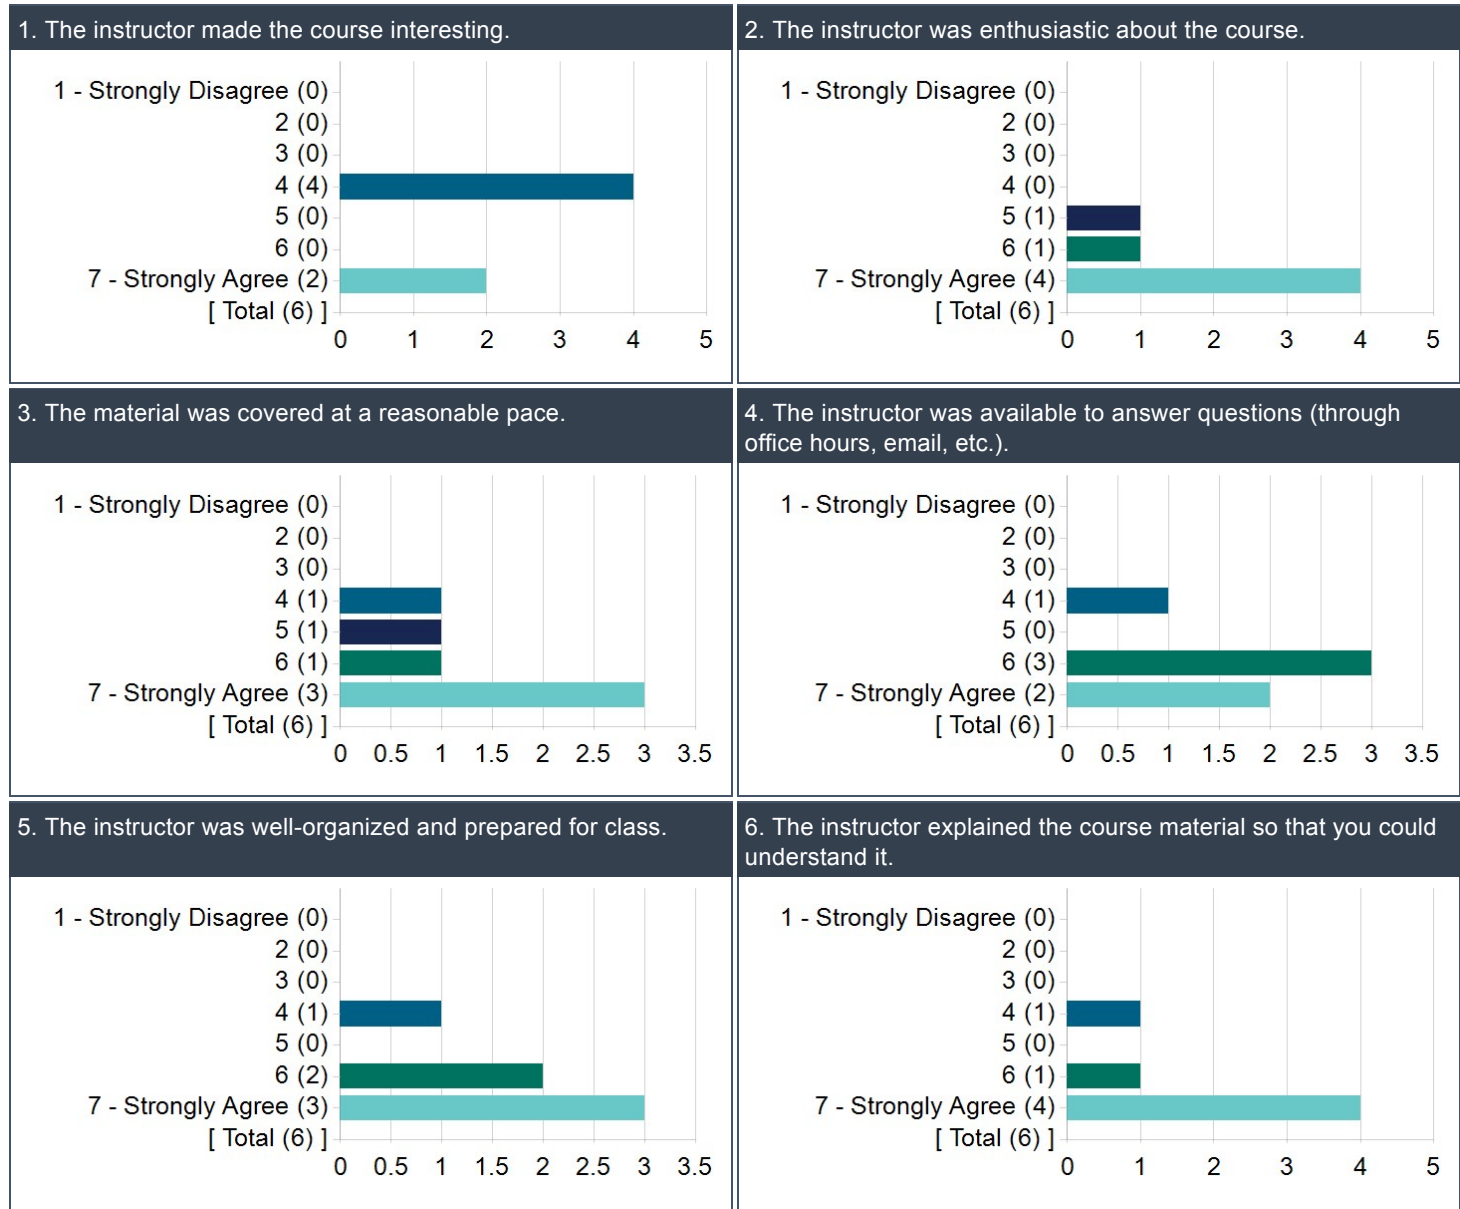 1. The instructor made the course interesting.
1 - Strongly Disagree (0)
2 (0)
3 (0)
4 (4)
5 (0)
6 (0)
7 - Strongly Agree (2)
[ Total (6) ]
0 1 2 3 4 5
2. The instructor was enthusiastic about the course.
1 - Strongly Disagree (0)
2 (0)
3 (0)
4 (0)
5 (1)
6 (1)
7 - Strongly Agree (4)
[ Total (6) ]
0 1 2 3 4 5
3. The material was covered at a reasonable pace.
1 - Strongly Disagree (0)
2 (0)
3 (0)
4 (1)
5 (1)
6 (1)
7 - Strongly Agree (3)
[ Total (6) ]
0 0.5 1 1.5 2 2.5 3 3.5
4. The instructor was available to answer questions (through
office hours, email, etc.).
1 - Strongly Disagree (0)
2 (0)
3 (0)
4 (1)
5 (0)
6 (3)
7 - Strongly Agree (2)
[ Total (6) ]
0 0.5 1 1.5 2 2.5 3 3.5
5. The instructor was well-organized and prepared for class.
1 - Strongly Disagree (0)
2 (0)
3 (0)
4 (1)
5 (0)
6 (2)
7 - Strongly Agree (3)
[ Total (6) ]
0 0.5 1 1.5 2 2.5 3 3.5
6. The instructor explained the course material so that you could
understand it.
1 - Strongly Disagree (0)
2 (0)
3 (0)
4 (1)
5 (0)
6 (1)
7 - Strongly Agree (4)
[ Total (6) ]
0 1 2 3 4 5